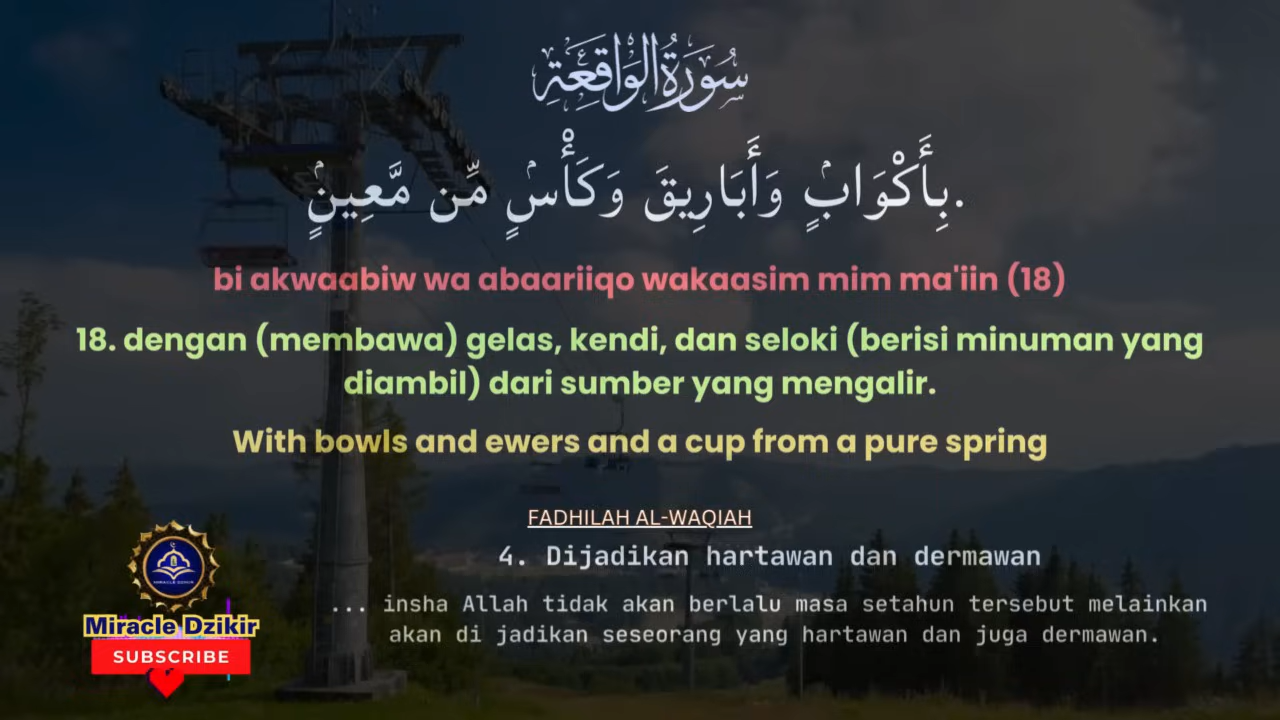 سُورَةُ الوَاقِعَةِ
بِأَكْوَابٍۢ وَأَبَارِيقَ وَكَأْسٍۢ مِّن مَّعِينٍۢ.
bi akwaabiw wa abaariiqo wakaasim mim ma'iin (18)
18. dengan (membawa) gelas, kendi, dan seloki (berisi minuman yang
diambil) dari sumber yang mengalir.
With bowls and ewers and a cup from a pure spring
FADHILAH AL-WAQIAH
4. Dijadikan hartawan dan dermawan
... insha Allah tidak akan berlalu masa setahun tersebut melainkan
akan di jadikan seseorang yang hartawan dan juga dermawan.
MIRACLE DZIKIR
Miracle Dzikir
SUBSCRIBE